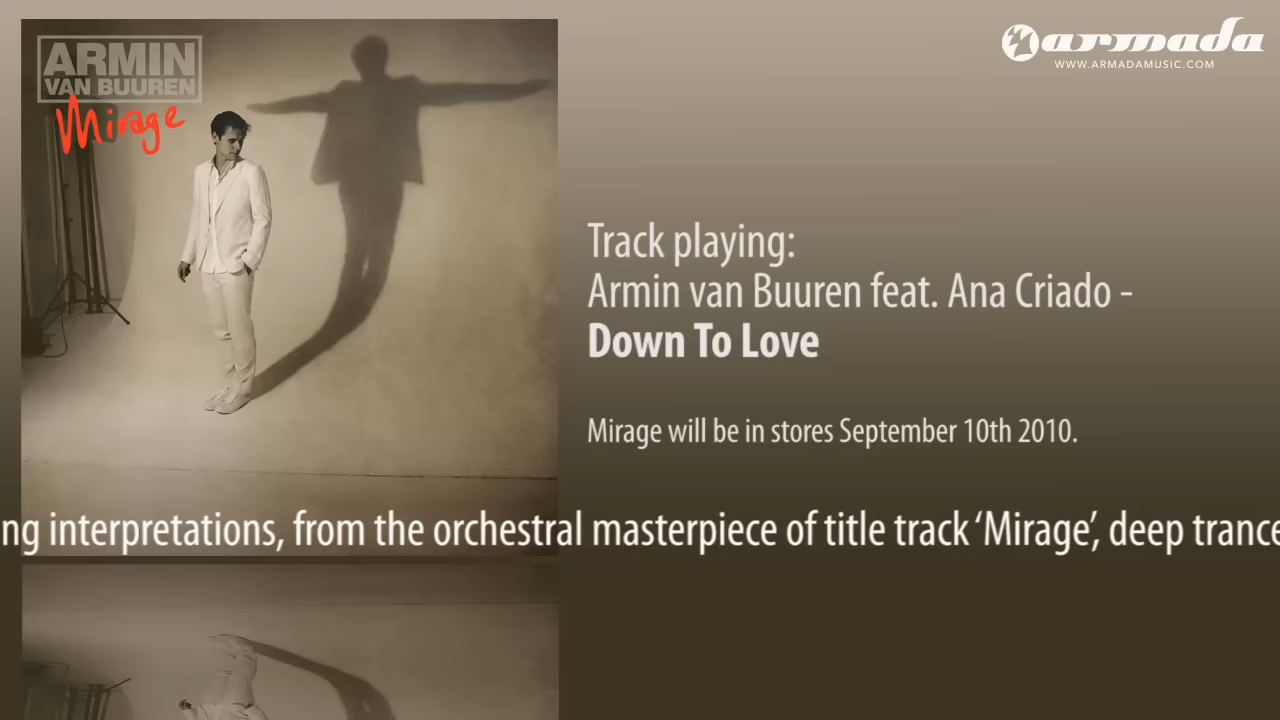 ARMIN
VAN BUUREN
Mirage
armada
WWW.ARMADAMUSIC.COM
Track playing:
Armin van Buuren feat. Ana Criado -
Down To Love
Mirage will be in stores September 10th 2010.
ng interpretations, from the orchestral masterpiece of title track ‘Mirage’, deep trance